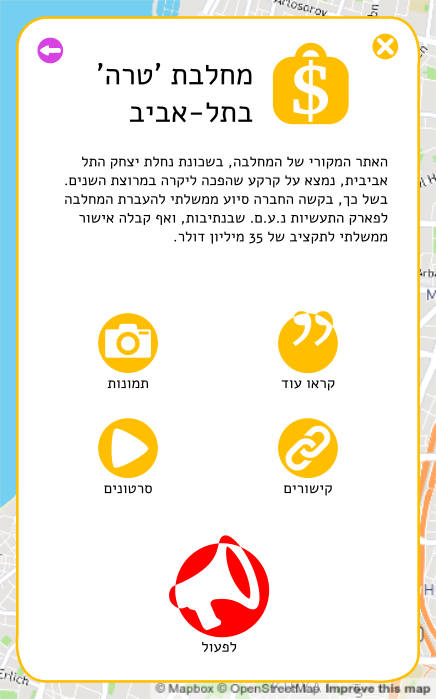 Artosorov
מחלבת 'טרה'
בתל-אביב
$
האתר המקורי של המחלבה, בשכונת נחלת יצחק התל
אביבית, נמצא על קרקע שהפכה ליקרה במרוצת השנים.
בשל כך, בקשה החברה סיוע ממשלתי להעברת המחלבה
לפארק התעשיות נ.ע.ם. שבנתיבות, ואף קבלה אישור
ממשלתי לתקציב של 35 מיליון דולר.
קראו עוד
תמונות
קישורים
סרטונים
לפעול
Erlich
© Mapbox © OpenStreetMap Improve this map